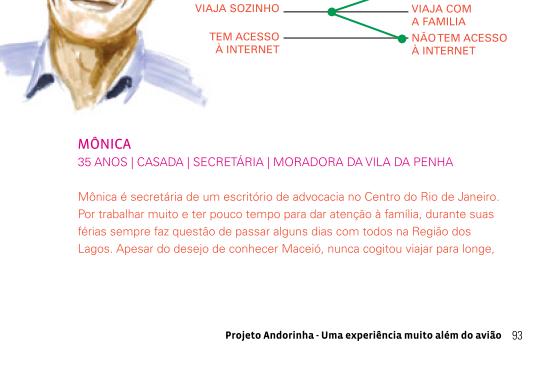 VIAJA SOZINHO
VIAJA COM
A FAMILIA
TEM ACESSO
À INTERNET
NÃO TEM ACESSO
À INTERNET
MÔNICA
35 ANOS | CASADA | SECRETÁRIA | MORADORA DA VILA DA PENHA
Mônica é secretária de um escritório de advocacia no Centro do Rio de Janeiro.
Por trabalhar muito e ter pouco tempo para dar atenção à família, durante suas
férias sempre faz questão de passar alguns dias com todos na Região dos
Lagos. Apesar do desejo de conhecer Maceió, nunca cogitou viajar para longe,
Projeto Andorinha - Uma experiência muito além do avião 93